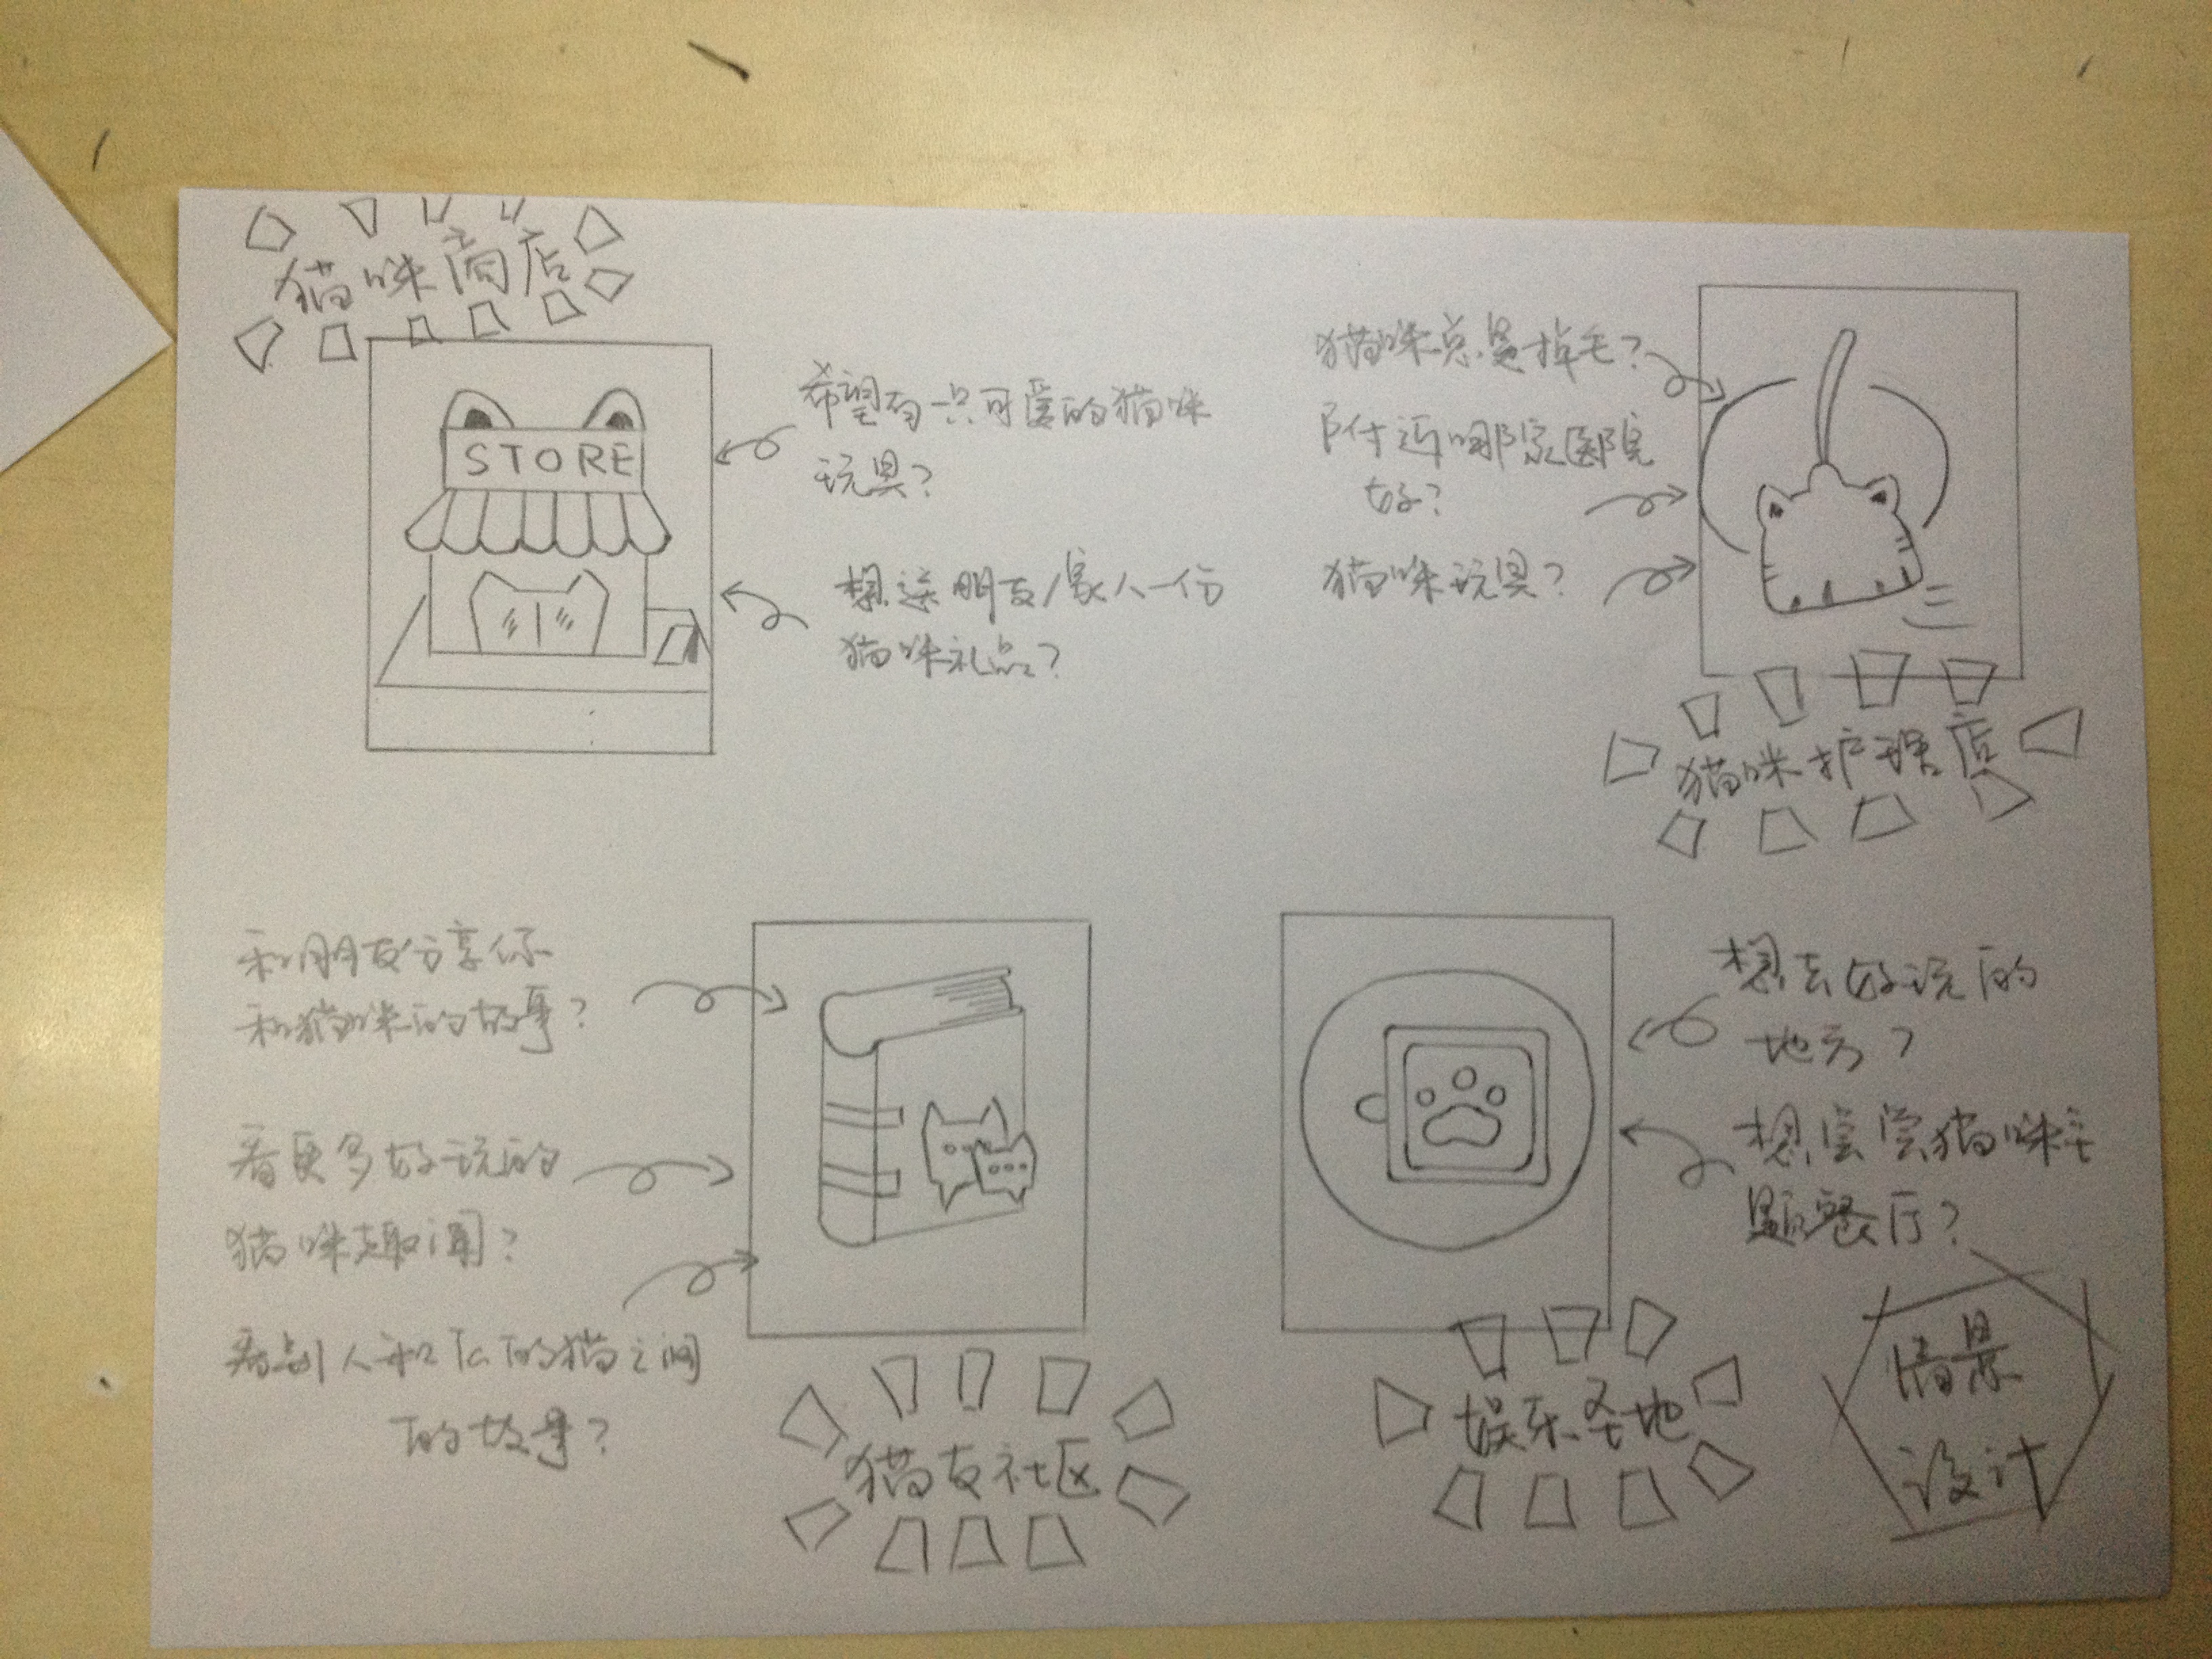 猫咪商店
STORE
希望有一只可爱的猫咪
玩具？
想送朋友/家人一份
猫咪礼品？
猫咪总是掉毛？
附近哪家医院
好？
猫咪玩具？
猫咪护理店
和朋友分享你
和猫咪的故事？
看更多好玩的
猫咪趣闻？
看别人和TA的猫之间
的故事？
猫友社区
想去好玩的
地方？
想尝尝猫咪主
题餐厅？
娱乐圣地
情景
设计